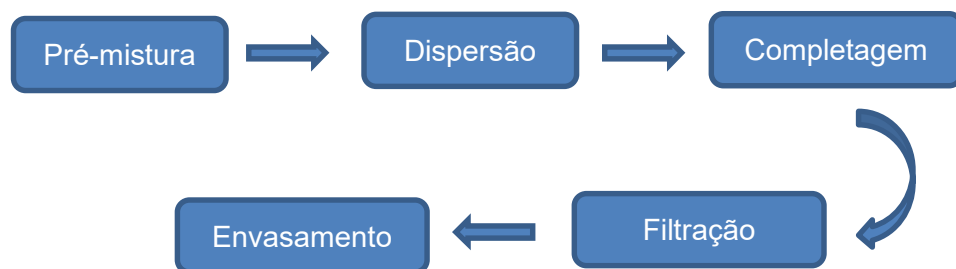 Pré-mistura
Dispersão
Completagem
Filtração
Envasamento